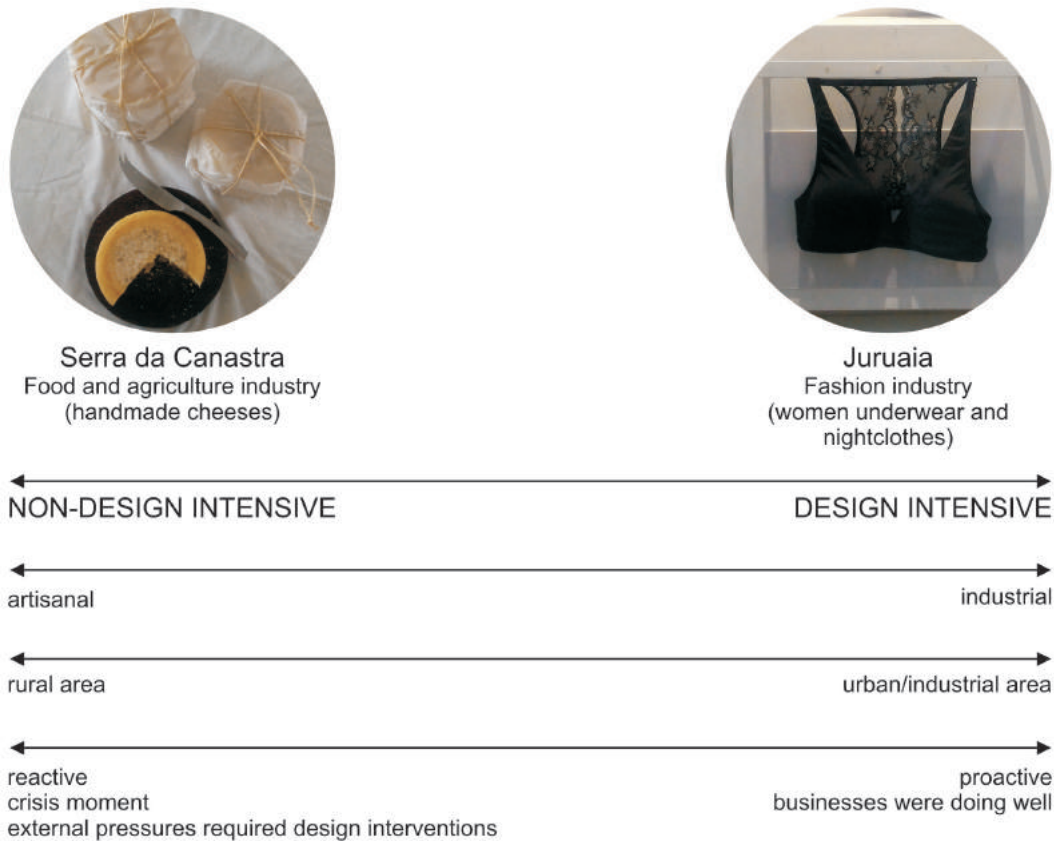 Serra da Canastra
Food and agriculture industry
(handmade cheeses)
Juruaia
Fashion industry
(women underwear and
nightclothes)
NON-DESIGN INTENSIVE
DESIGN INTENSIVE
artisanal
industrial
rural area
urban/industrial area
reactive
crisis moment
external pressures required design interventions
proactive
businesses were doing well